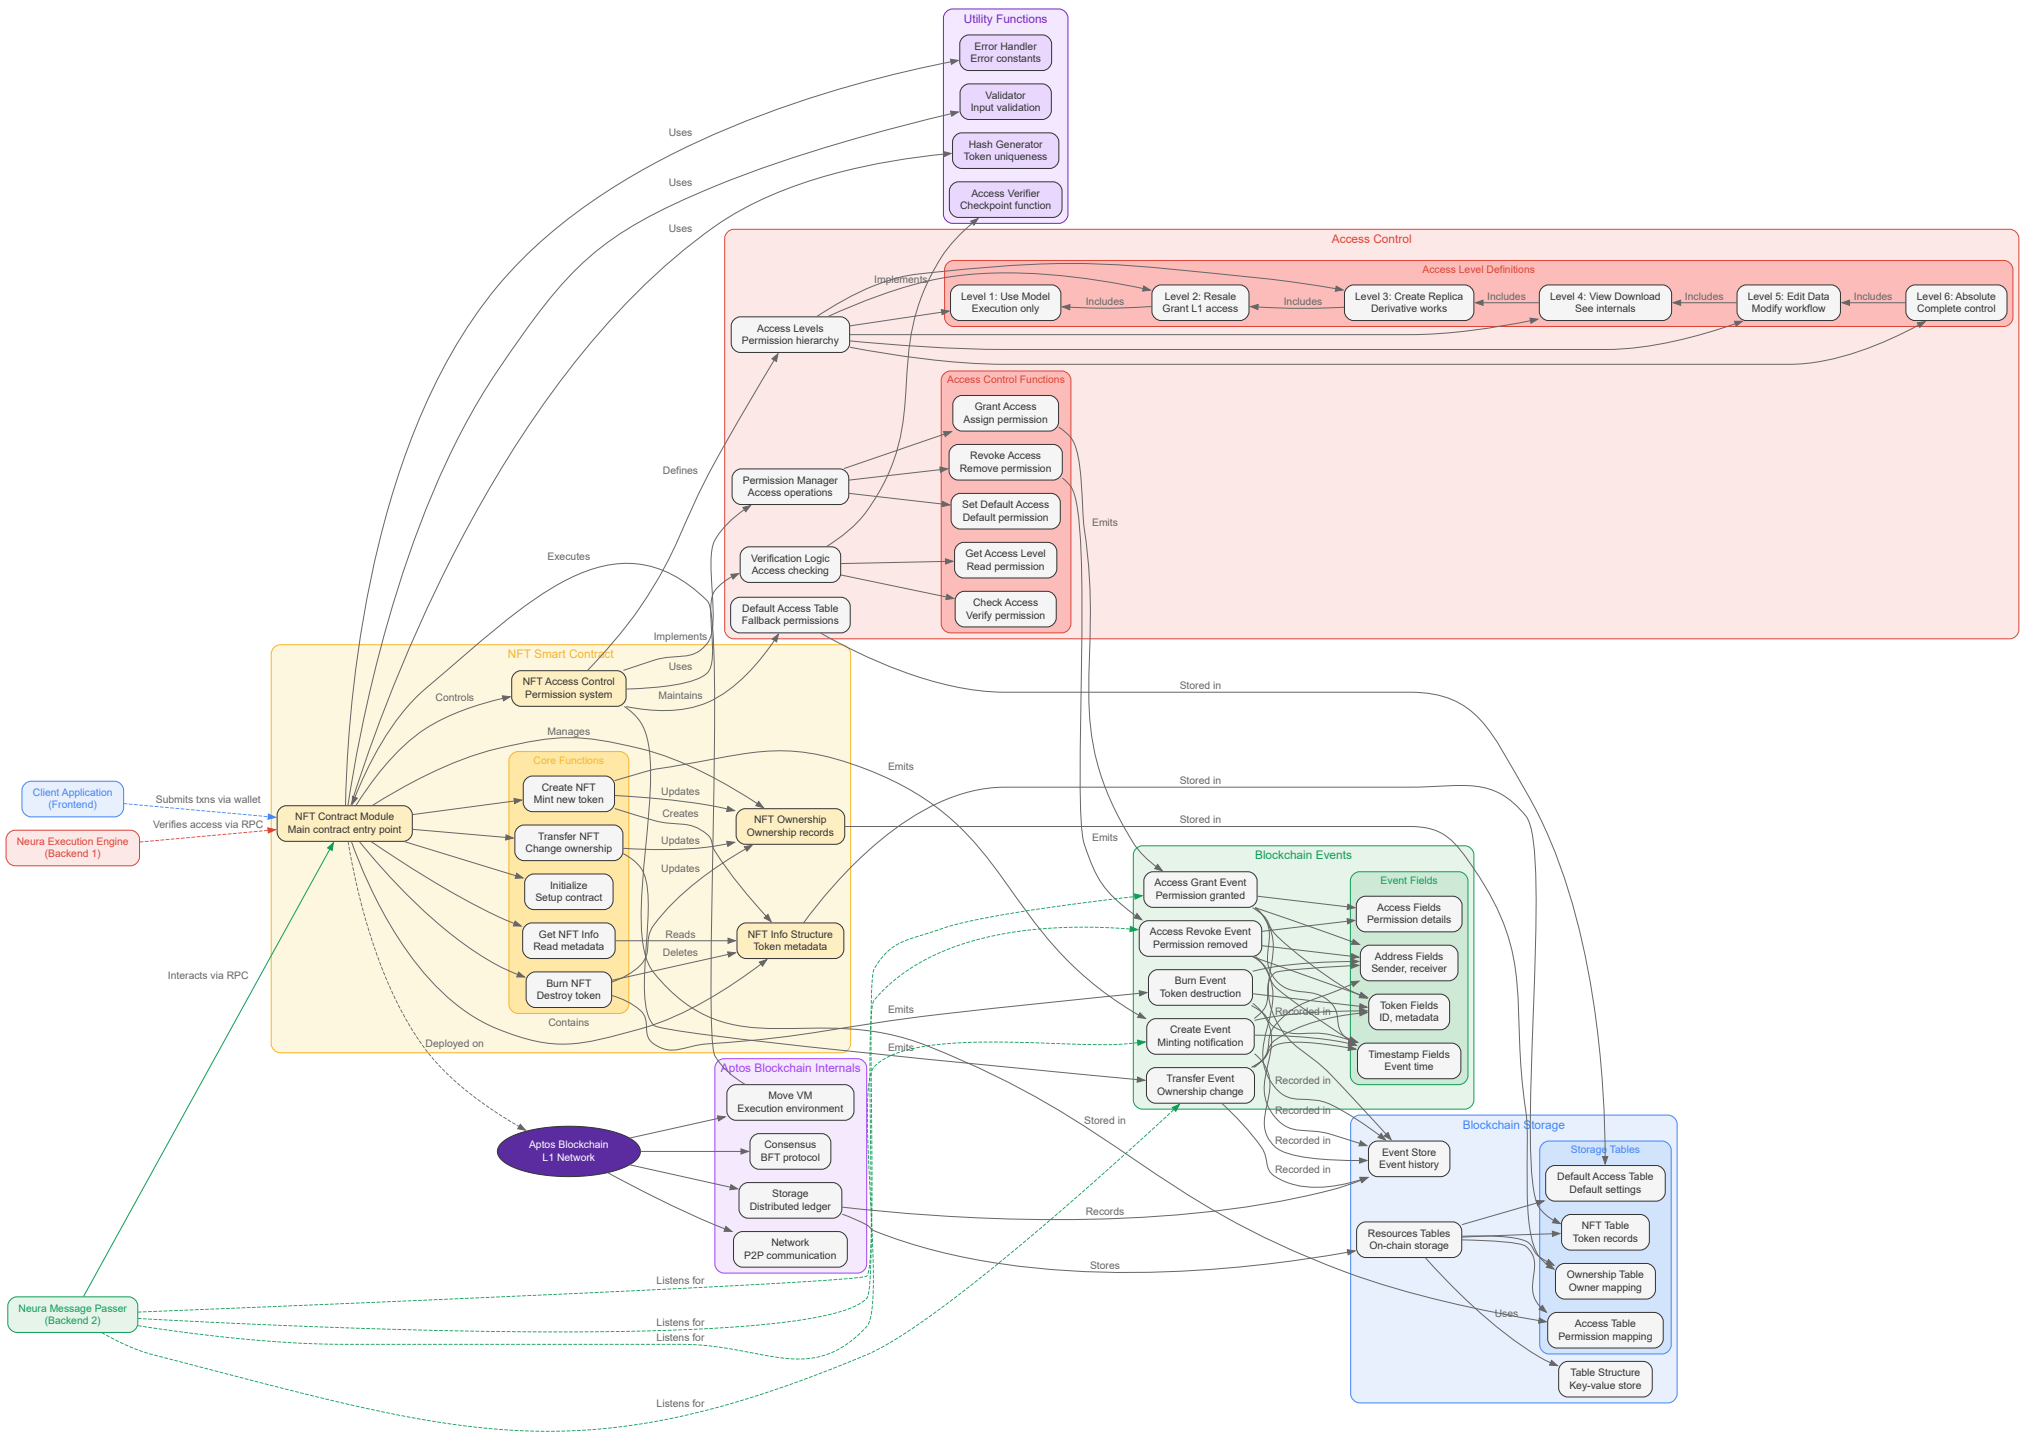 Utility Functions
Error Handler
Error constants
Validator
Input validation
Hash Generator
Token uniqueness
Access Verifier
Checkpoint function
Uses
Uses
Uses
Access Control
Access Level Definitions
Implements
Level 1: Use Model
Execution only
Includes
Level 2: Resale
Grant L1 access
Includes
Level 3: Create Replica
Derivative works
Includes
Level 4: View Download
See internals
Includes
Level 5: Edit Data
Modify workflow
Includes
Level 6: Absolute
Complete control
Access Levels
Permission hierarchy
Access Control Functions
Grant Access
Assign permission
Revoke Access
Remove permission
Set Default Access
Default permission
Get Access Level
Read permission
Check Access
Verify permission
Permission Manager
Access operations
Verification Logic
Access checking
Default Access Table
Fallback permissions
Defines
Executes
Implements
Uses
Maintains
Emits
Emits
Stored in
NFT Smart Contract
NFT Access Control
Permission system
Controls
Manages
Core Functions
Create NFT
Mint new token
Transfer NFT
Change ownership
Initialize
Setup contract
Get NFT Info
Read metadata
Burn NFT
Destroy token
Updates
Creates
Updates
Updates
Reads
Deletes
Contains
NFT Ownership
Ownership records
NFT Info Structure
Token metadata
Client Application
(Frontend)
Submits txns via wallet
Neura Execution Engine
(Backend 1)
Verifies access via RPC
NFT Contract Module
Main contract entry point
Interacts via RPC
Deployed on
Emits
Stored in
Stored in
Emits
Emits
Blockchain Events
Access Grant Event
Permission granted
Access Revoke Event
Permission removed
Burn Event
Token destruction
Create Event
Minting notification
Transfer Event
Ownership change
Event Fields
Access Fields
Permission details
Address Fields
Sender, receiver
Token Fields
ID, metadata
Timestamp Fields
Event time
Recorded in
Recorded in
Recorded in
Recorded in
Recorded in
Aptos Blockchain Internals
Move VM
Execution environment
Consensus
BFT protocol
Storage
Distributed ledger
Network
P2P communication
Aptos Blockchain
L1 Network
Stored in
Records
Stores
Blockchain Storage
Event Store
Event history
Resources Tables
On-chain storage
Storage Tables
Default Access Table
Default settings
NFT Table
Token records
Ownership Table
Owner mapping
Access Table
Permission mapping
Uses
Table Structure
Key-value store
Neura Message Passer
(Backend 2)
Listens for
Listens for
Listens for
Listens for